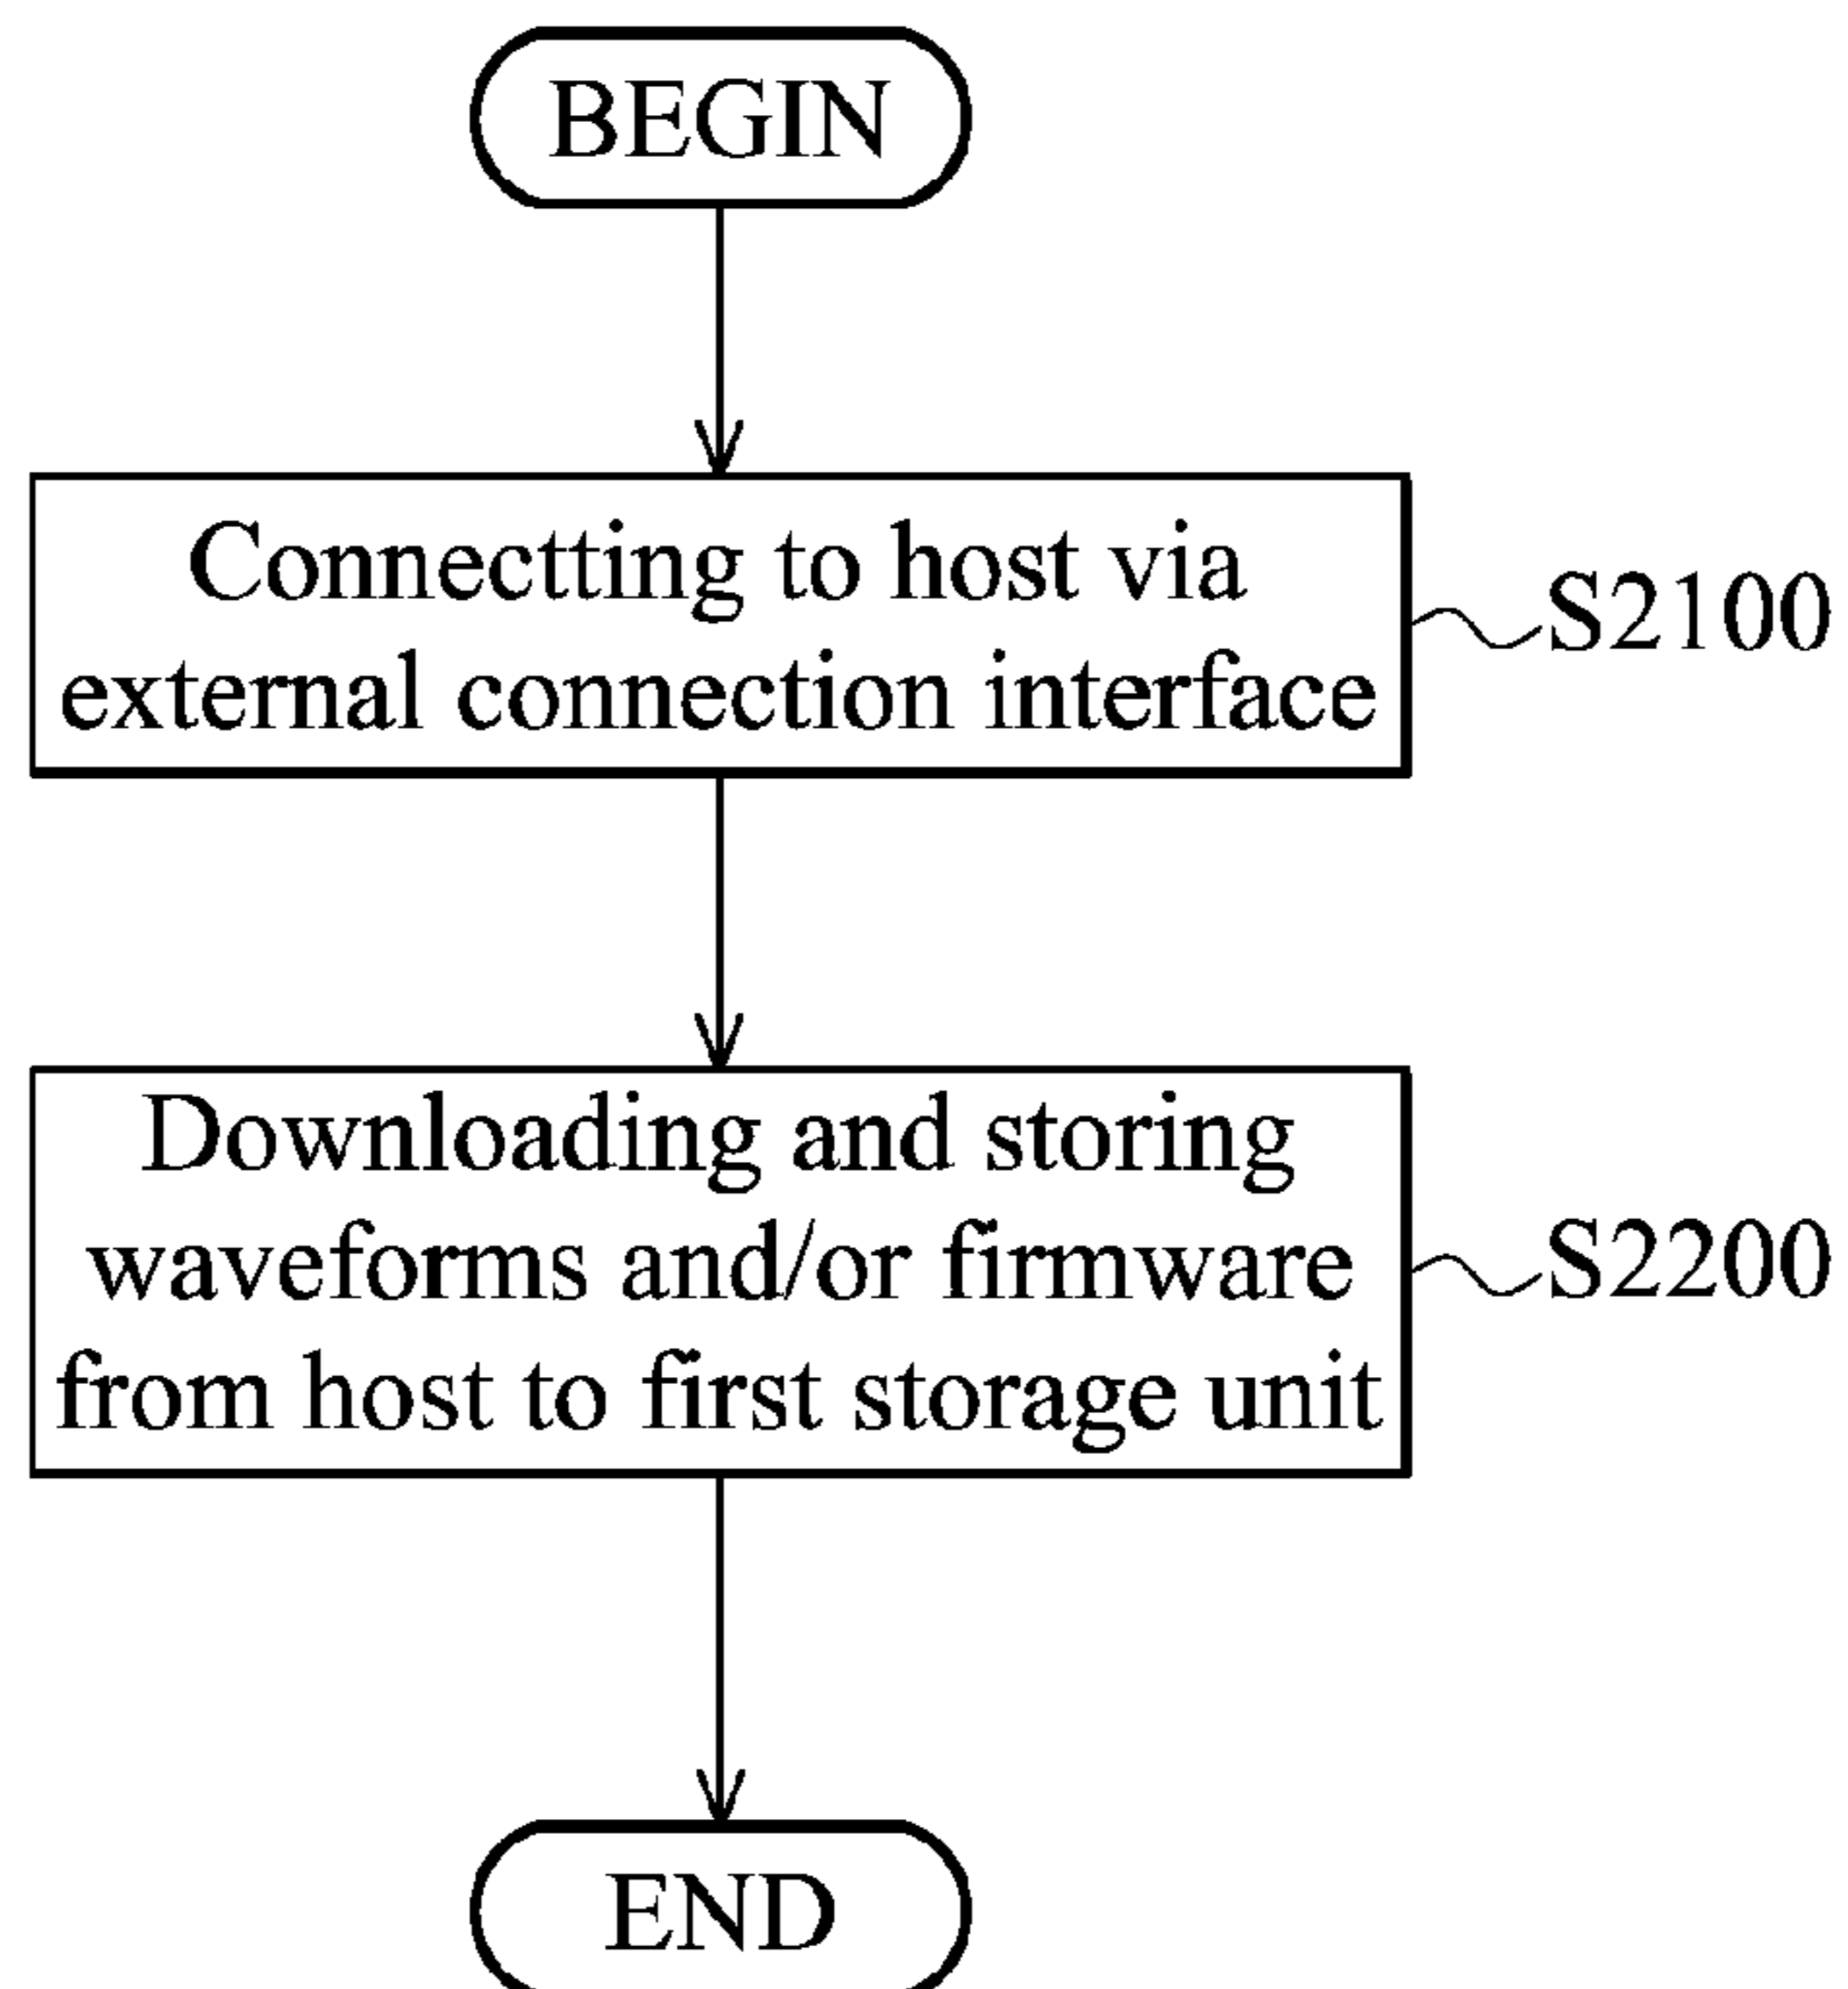 BEGIN
Connectting to host via
external connection interface
S2100
Downloading and storing
waveforms and/or firmware
from host to first storage unit
S2200
END